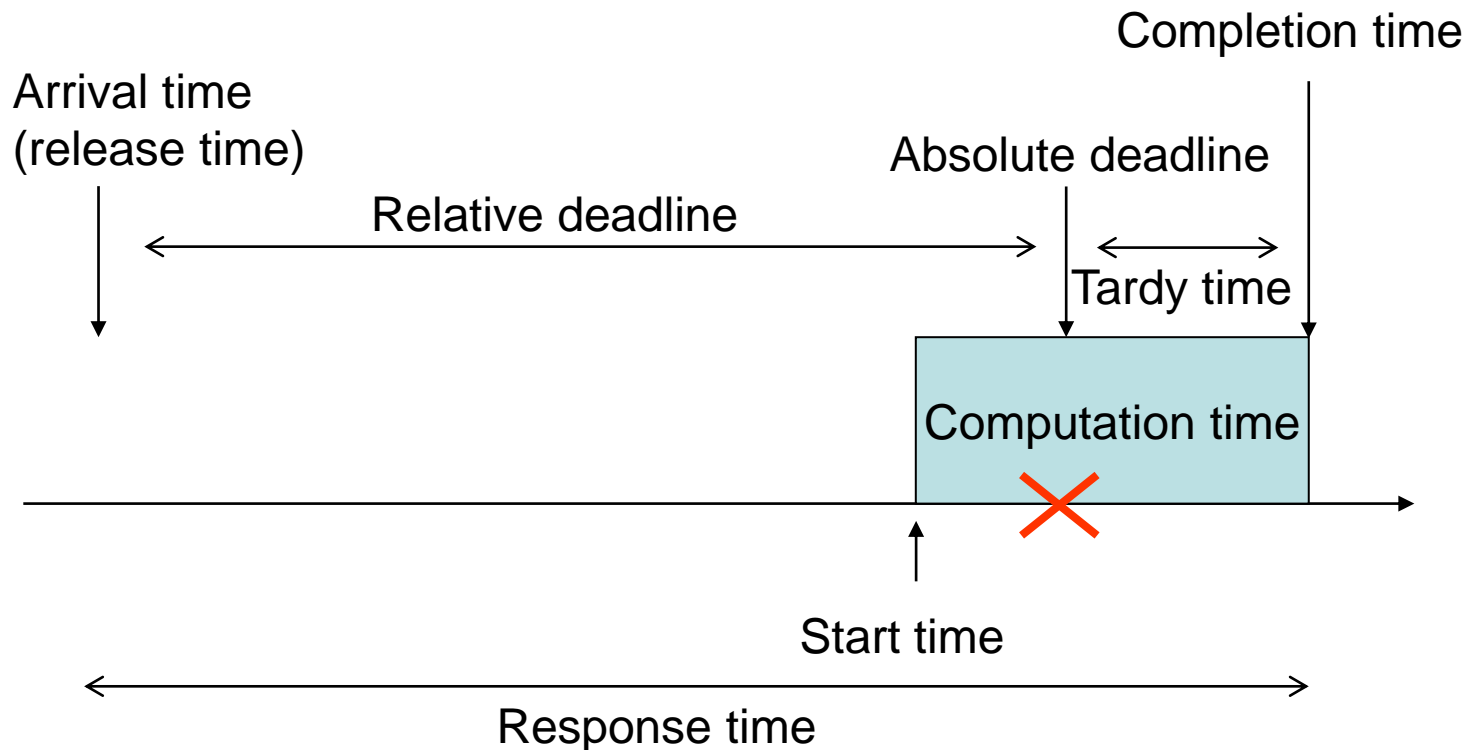 Completion time
Arrival time
(release time)
Absolute deadline
Relative deadline
Tardy time
Computation time
Start time
Response time